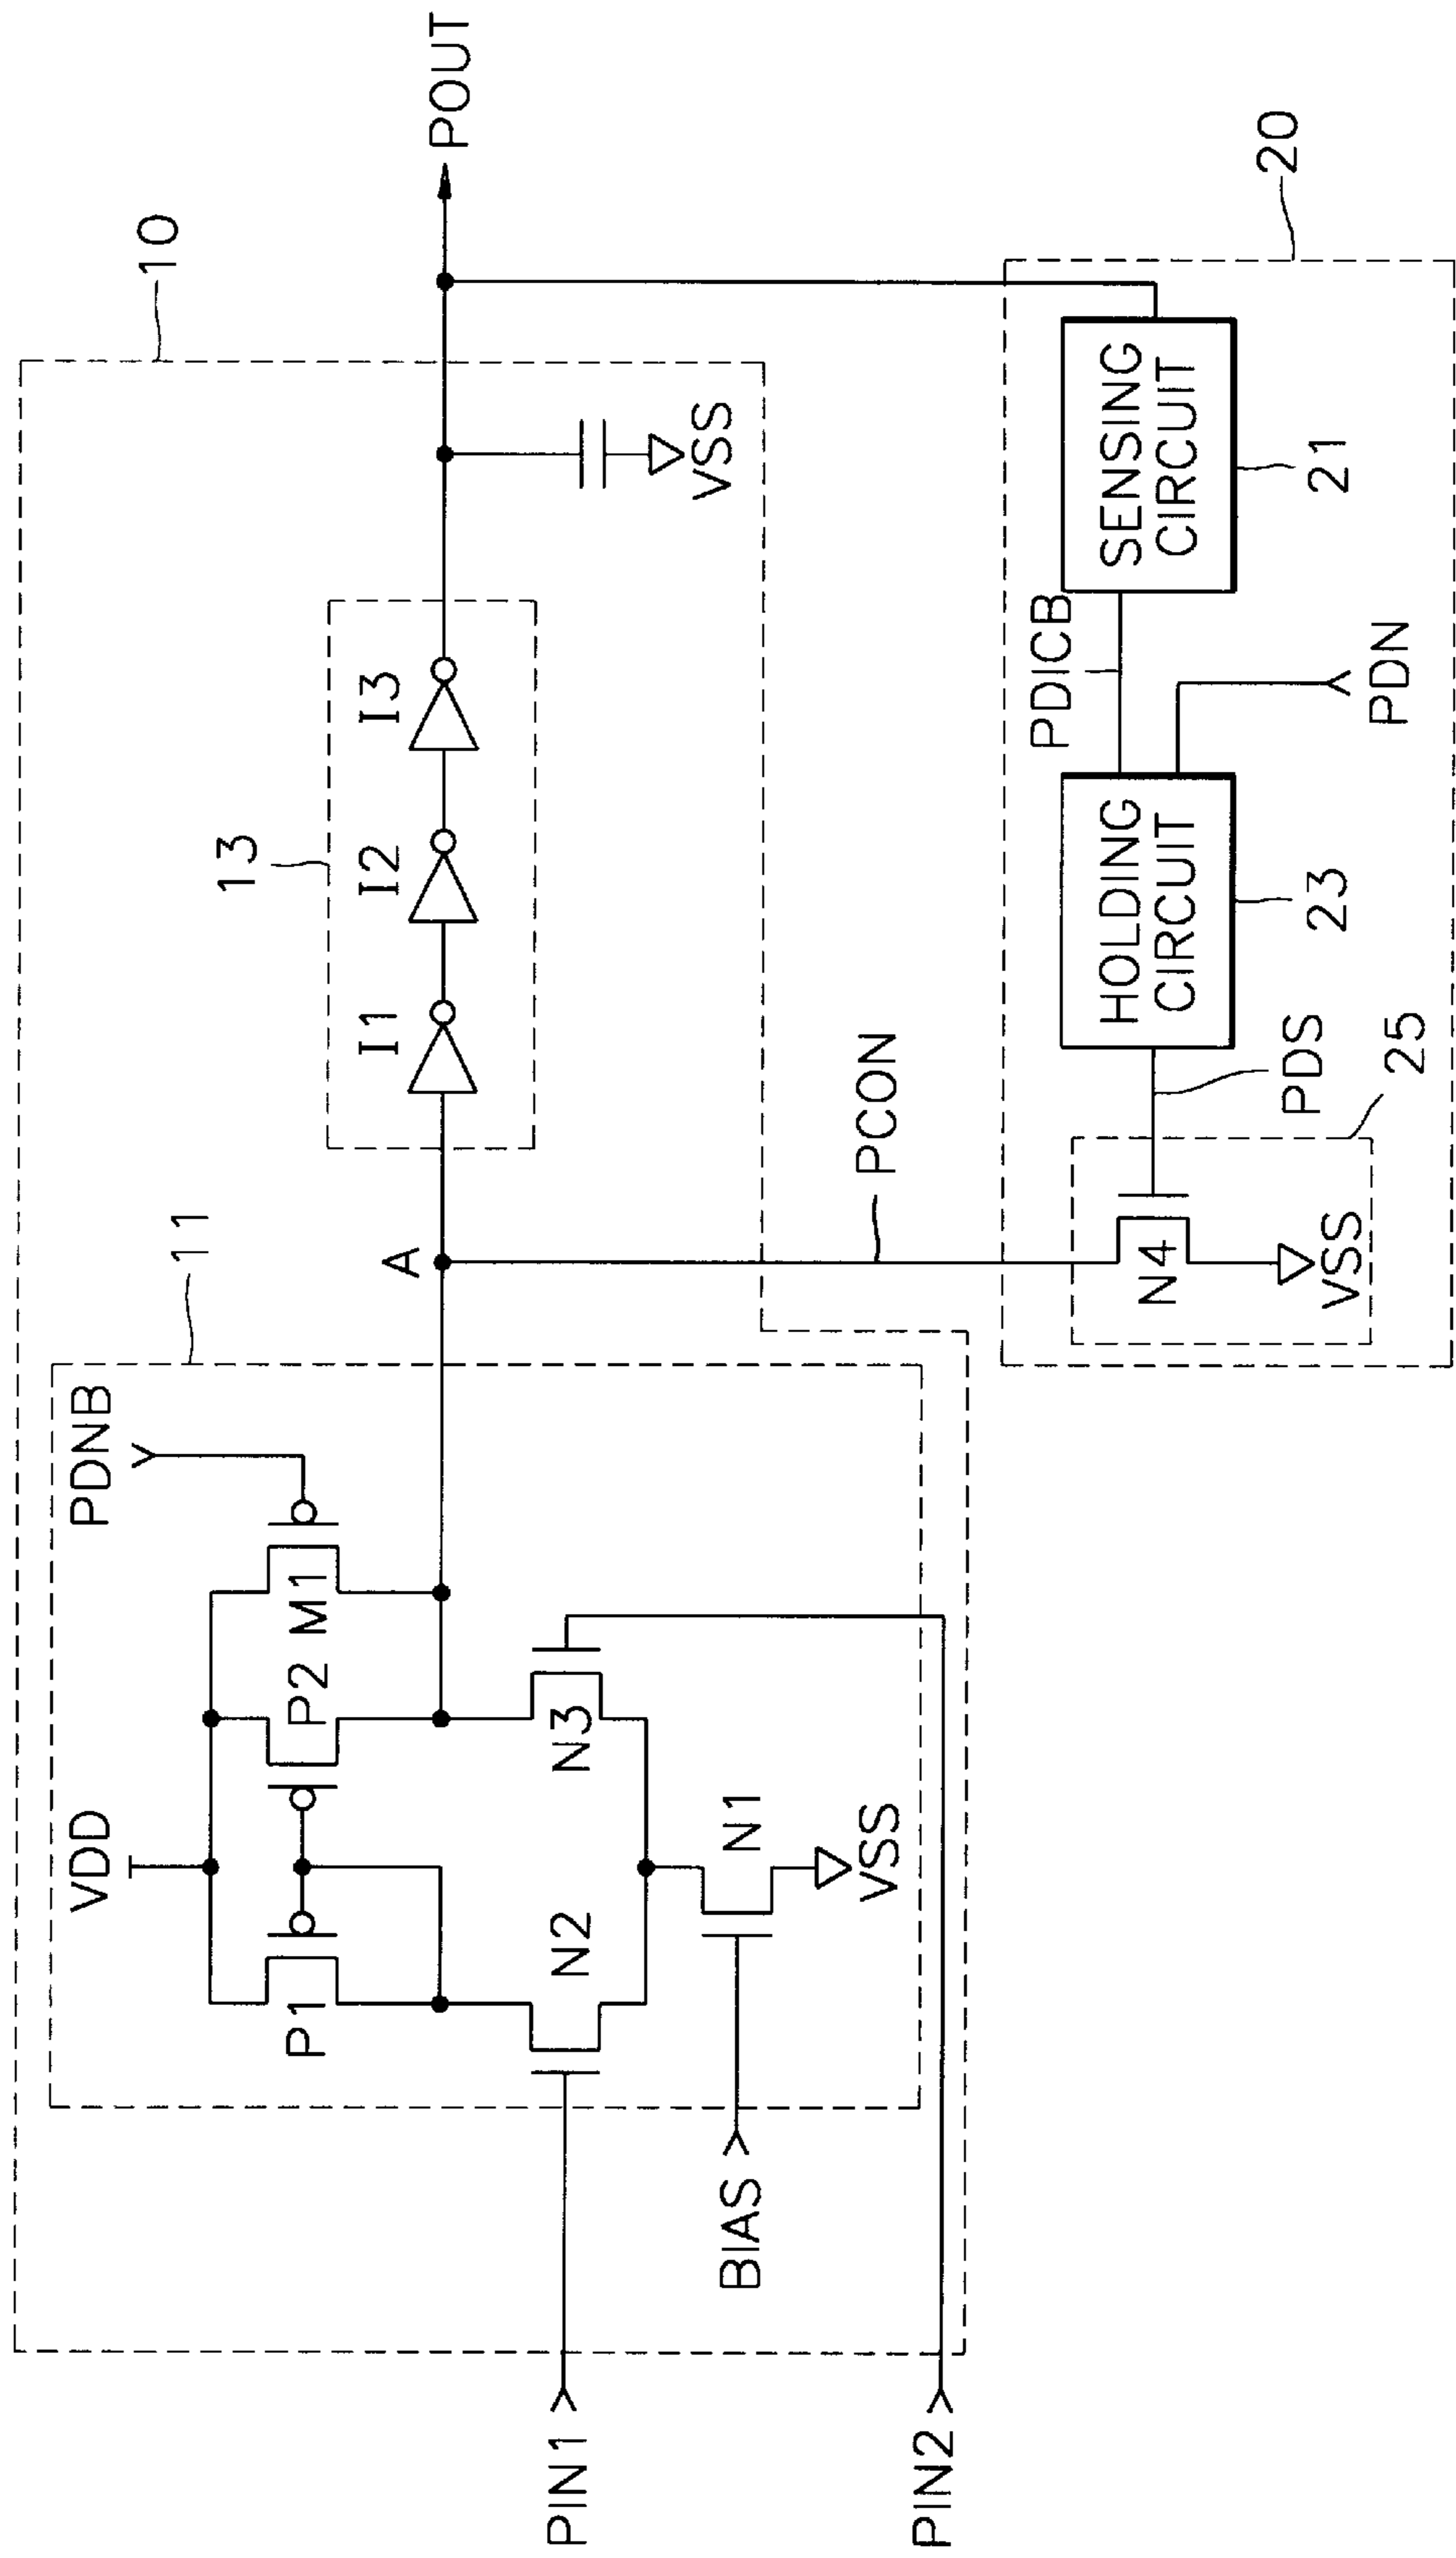 10
11
VDD
PDNB
13
P1
P2
M1
I1
I2
I3
A
POUT
N2
N3
PIN1
BIAS
N1
VSS
VSS
PIN2
PCON
20
PDICB
N4
HOLDING
CIRCUIT
SENSING
CIRCUIT
VSS
PDS
23
PDN
21
25